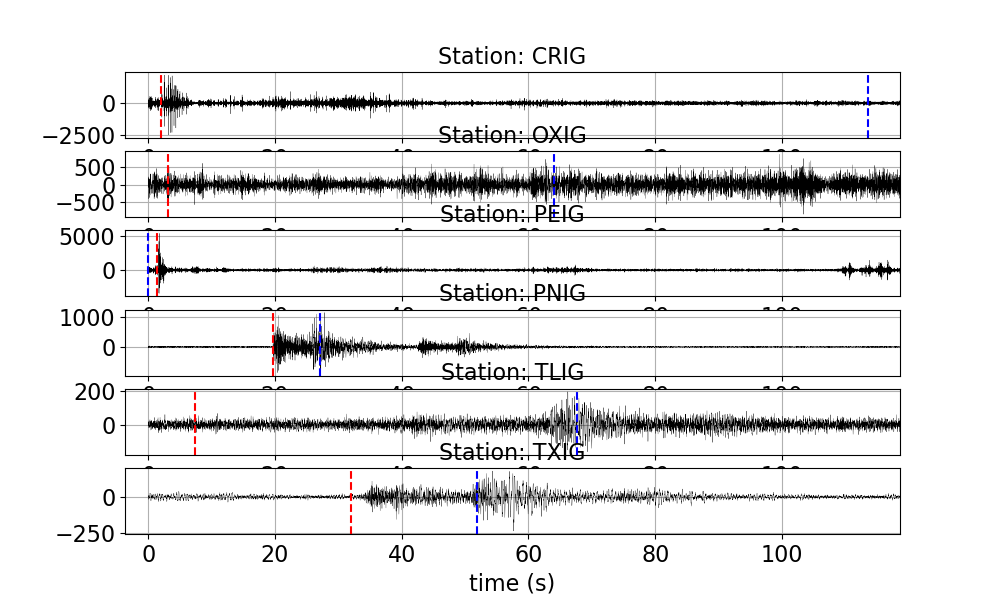 Station: CRIG
0
−2500
Station: OXIG
500
0
−500
Station: PEIG
5000
0
Station: PNIG
1000
0
Station: TLIG
200
0
Station: TXIG
0
−250
0 20 40 60 80 100
time (s)